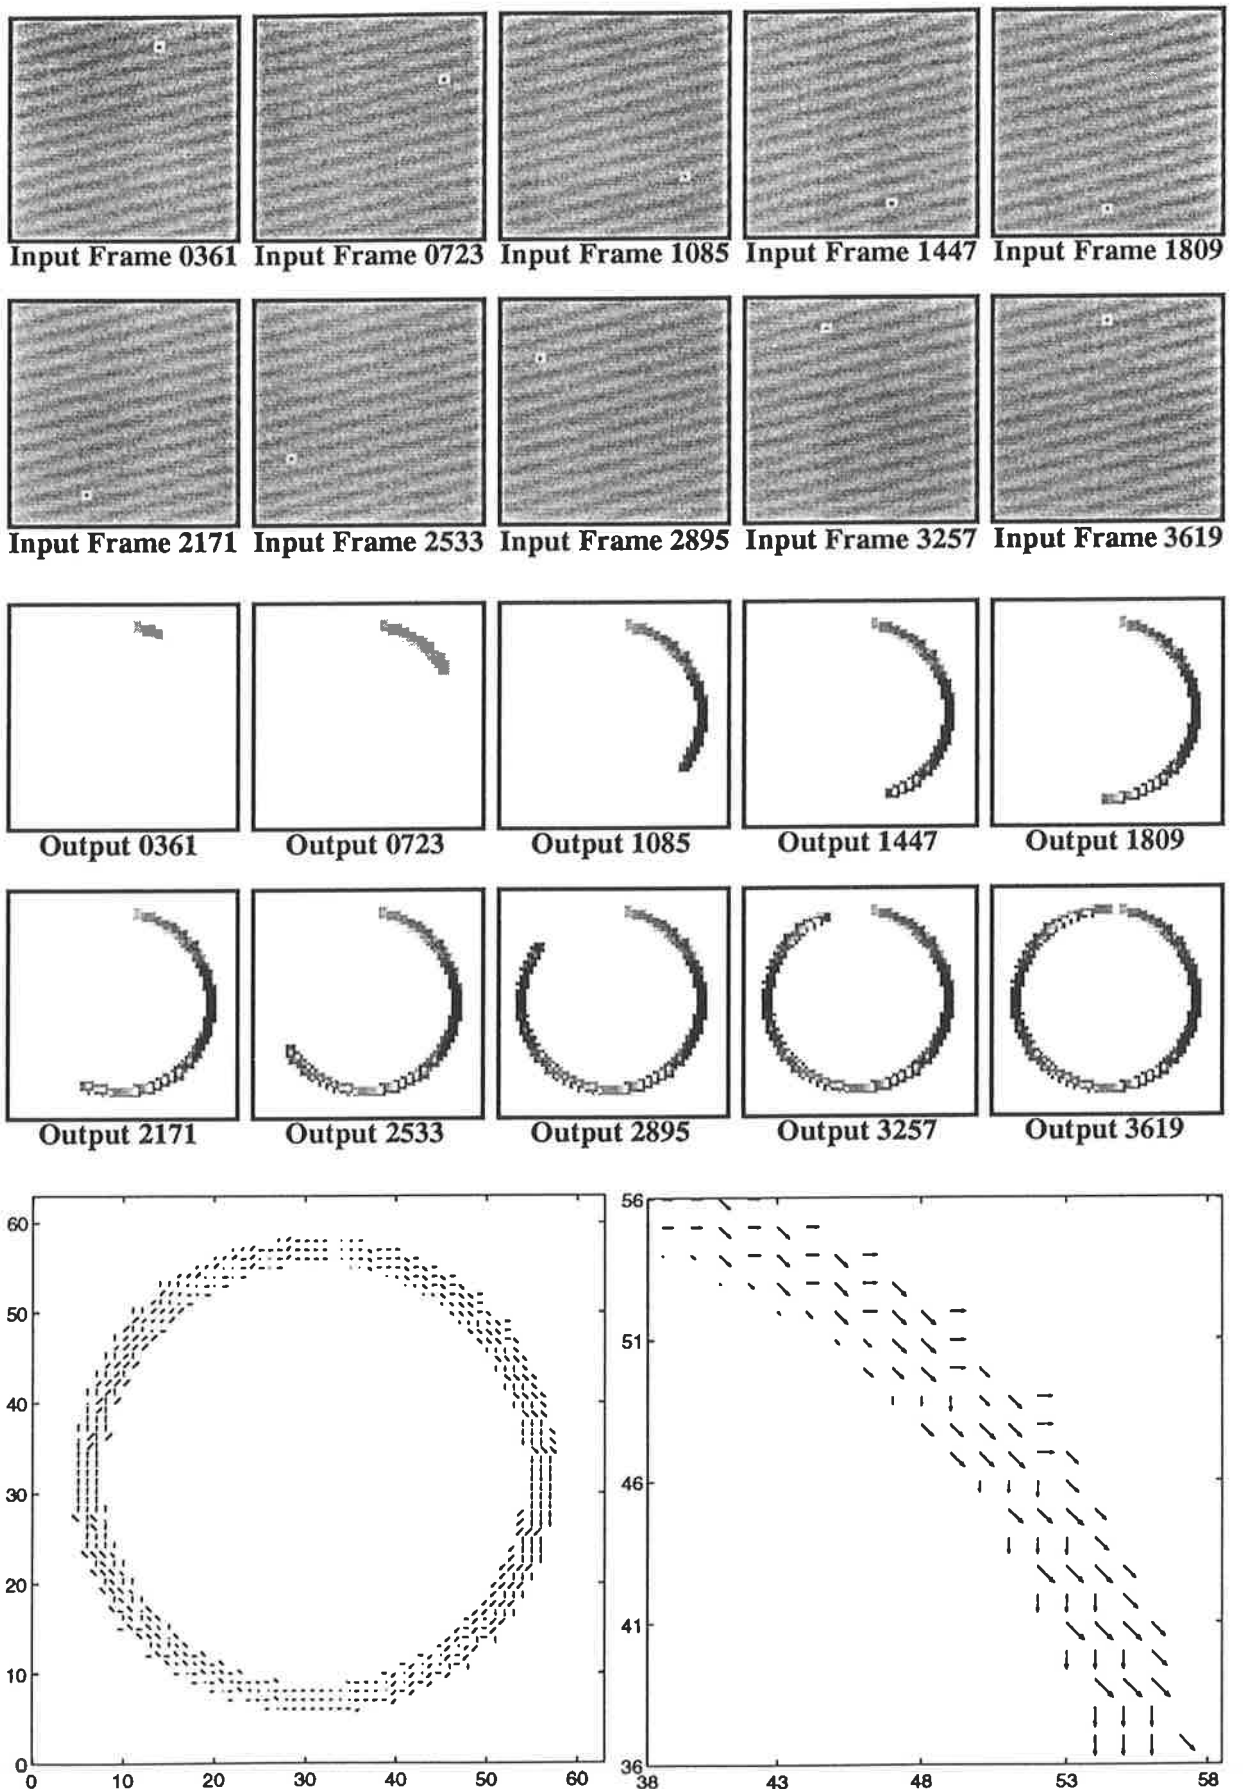 Input Frame 0361 Input Frame 0723 Input Frame 1085 Input Frame 1447 Input Frame 1809
Input Frame 2171 Input Frame 2533 Input Frame 2895 Input Frame 3257 Input Frame 3619
Output 0361 Output 0723 Output 1085 Output 1447 Output 1809
Output 2171 Output 2533 Output 2895 Output 3257 Output 3619
60
50
40
30
20
10
0
0 10 20 30 40 50 60
56
51
46
41
36
38 43 48 53 58